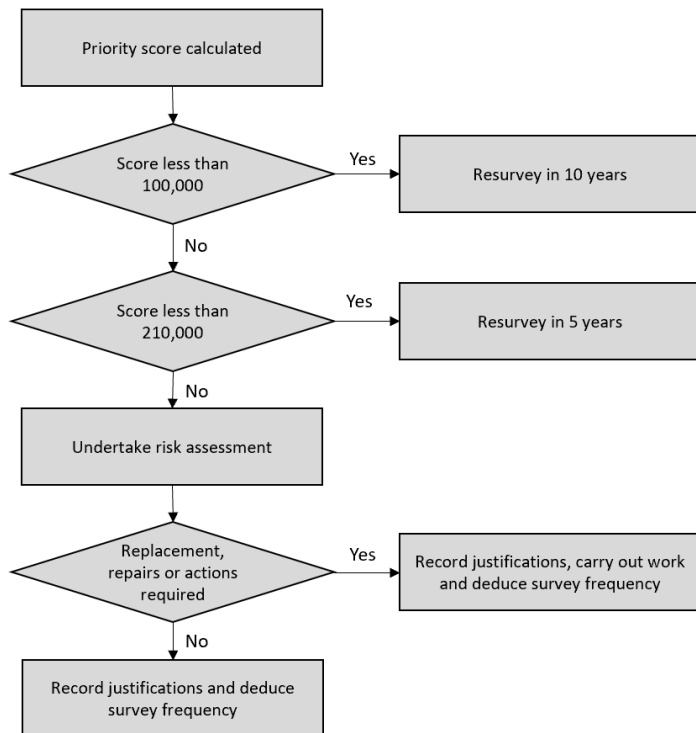 Priority score calculated
Score less than
100,000
Yes
Resurvey in 10 years
No
Score less than
210,000
Yes
Resurvey in 5 years
No
Undertake risk assessment
Replacement,
repairs or actions
required
Yes
Record justifications, carry out work
and deduce survey frequency
No
Record justifications and deduce
survey frequency